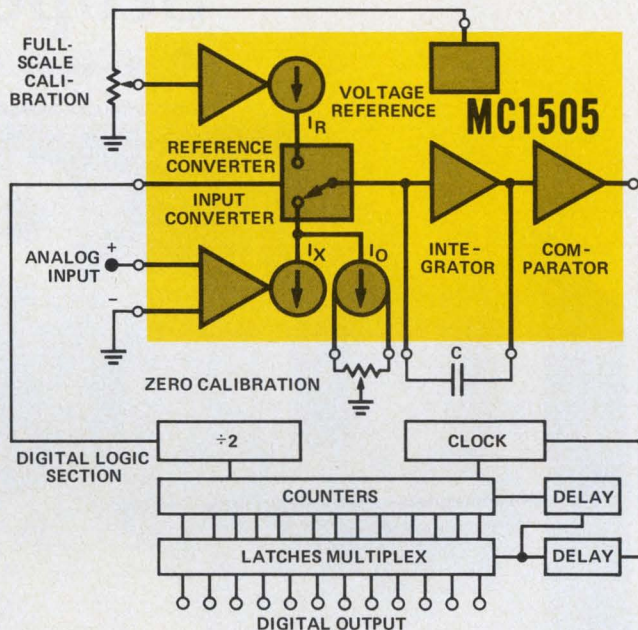 FULL-
SCALE
CALI-
BRATION
VOLTAGE
REFERENCE
MC1505
IR
REFERENCE
CONVERTER
INPUT
CONVERTER
ANALOG
INPUT
+
−
IX
IO
INTE-
GRATOR
COM-
PARATOR
C
ZERO CALIBRATION
DIGITAL LOGIC
SECTION
÷2
CLOCK
COUNTERS
DELAY
LATCHES MULTIPLEX
DELAY
DIGITAL OUTPUT